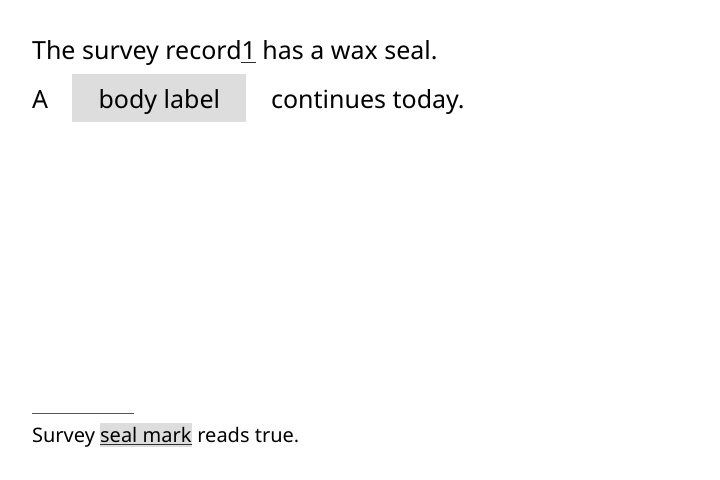 The survey record1 has a wax seal.
A body label continues today.
Survey seal mark reads true.